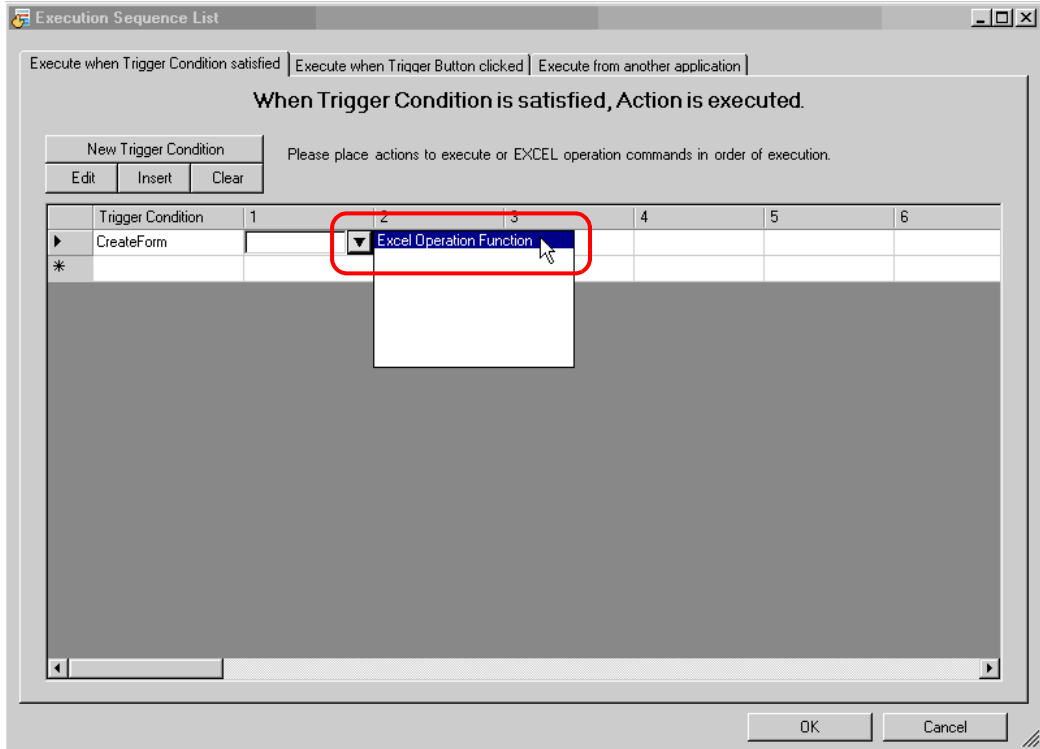 Execution Sequence List
Execute when Trigger Condition satisfied Execute when Trigger Button clicked Execute from another application
When Trigger Condition is satisfied, Action is executed.
New Trigger Condition
Please place actions to execute or EXCEL operation commands in order of execution.
Edit Insert Clear
Trigger Condition 1 2 3 4 5 6
CreateForm Excel Operation Function
OK Cancel